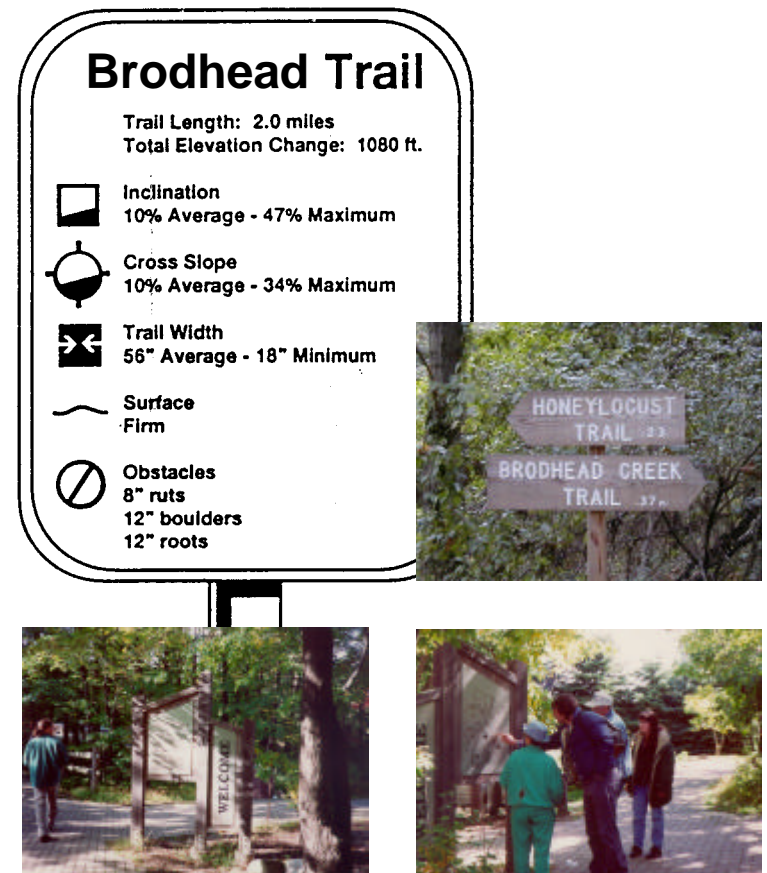 Brodhead Trail
Trail Length: 2.0 miles
Total Elevation Change: 1080 ft.
Inclination
10% Average - 47% Maximum
Cross Slope
10% Average - 34% Maximum
Trail Width
56" Average - 18" Minimum
Surface
Firm
Obstacles
8" ruts
12" boulders
12" roots
HONEYLOCUST
TRAIL .23
BRODHEAD CREEK
TRAIL .37
WELCOME